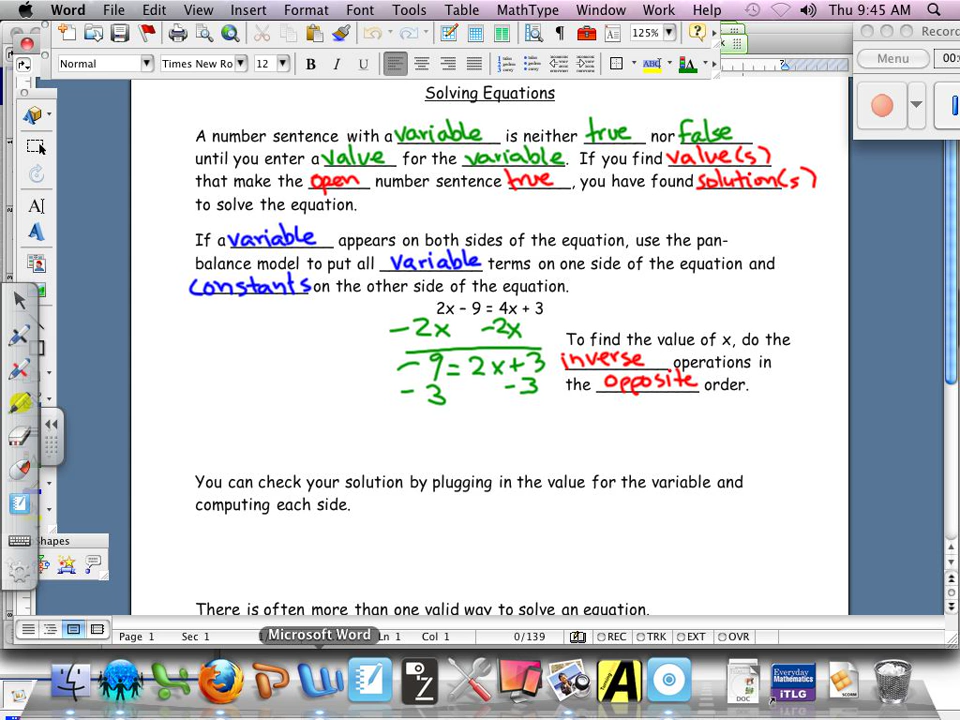 Word File Edit View Insert Format Font Tools Table MathType Window Work Help Thu 9:45 AM
125%
Record
Normal Times New Ro 12 B I U ABC A
Menu 00:
Solving Equations
A number sentence with a variable is neither true nor false
until you enter a value for the variable. If you find value(s)
that make the open number sentence true, you have found solution(s)
to solve the equation.
If a variable appears on both sides of the equation, use the pan-
balance model to put all variable terms on one side of the equation and
constants on the other side of the equation.
2x – 9 = 4x + 3
-2x -2x
To find the value of x, do the
-9 = 2x+3 inverse operations in
-3 -3 the opposite order.
You can check your solution by plugging in the value for the variable and
computing each side.
Shapes
There is often more than one valid way to solve an equation.
Page 1 Sec 1 Ln 1 Col 1 0/139 REC TRK EXT OVR
Microsoft Word
DOC Everyday Mathematics iTLG